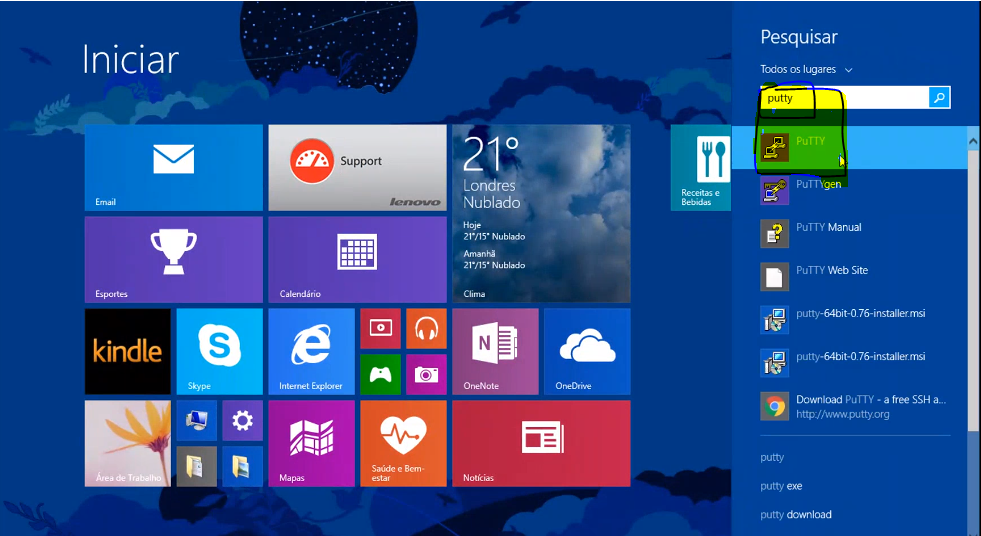 Iniciar
Email
Support
lenovo
21°
Londres
Nublado
Hoje
21°/15° Nublado
Amanhã
21°/15° Nublado
Clima
Receitas e
Bebidas
Esportes
Calendário
kindle
Skype
Internet Explorer
OneNote
OneDrive
Área de Trabalho
Mapas
Saúde e Bem-
estar
Notícias
Pesquisar
Todos os lugares
putty
PuTTY
PuTTYgen
PuTTY Manual
PuTTY Web Site
putty-64bit-0.76-installer.msi
putty-64bit-0.76-installer.msi
Download PuTTY - a free SSH a...
http://www.putty.org
putty
putty exe
putty download